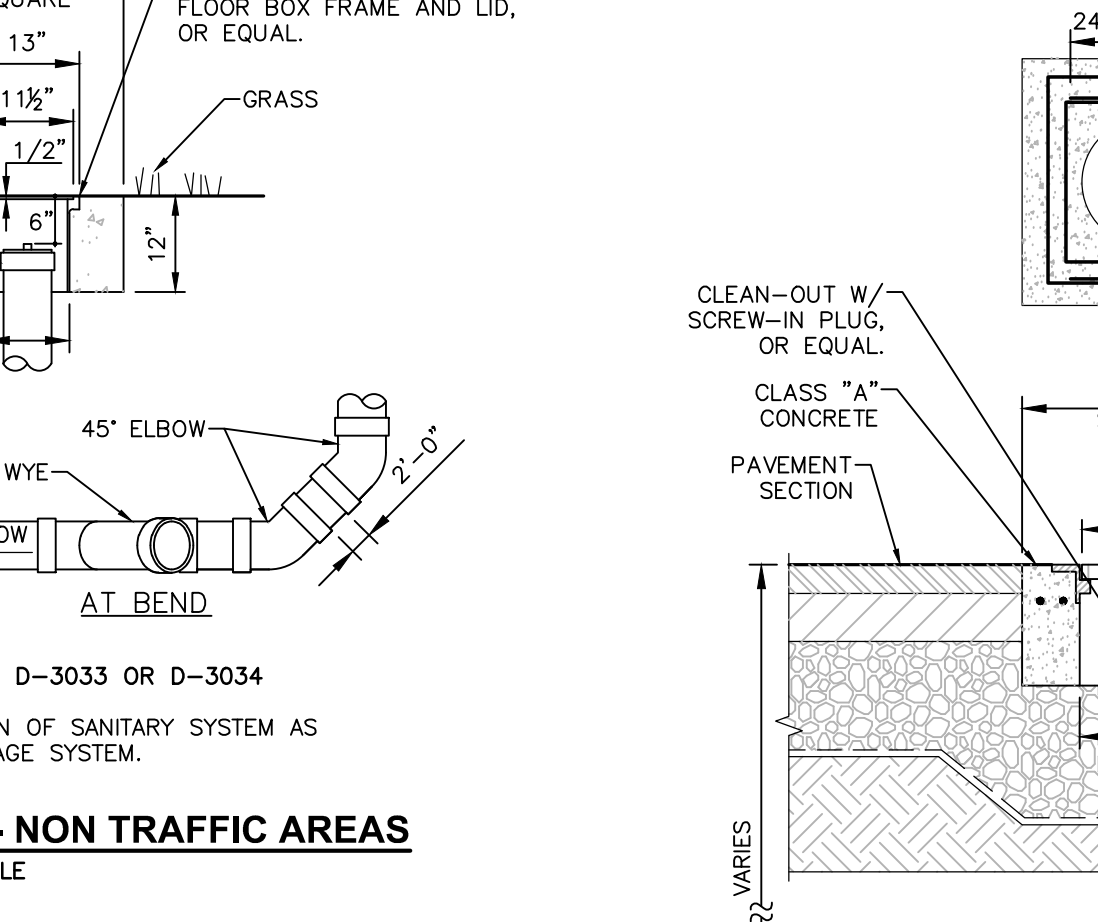 QUARE
FLOOR BOX FRAME AND LID,
OR EQUAL.
13"
11½"
GRASS
1/2"
6"
12"
24
CLEAN-OUT W/
SCREW-IN PLUG,
OR EQUAL.
CLASS "A"
CONCRETE
PAVEMENT
SECTION
45° ELBOW
2'-0"
WYE
OW
AT BEND
D-3033 OR D-3034
N OF SANITARY SYSTEM AS
AGE SYSTEM.
- NON TRAFFIC AREAS
LE
VARIES